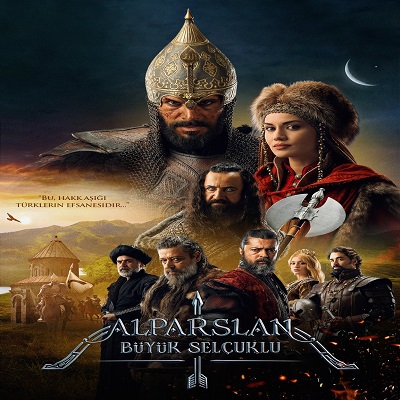 "BU, HAKK AŞIĞI
TÜRKLERİN EFSANESİDİR..."
ALPARSLAN
BÜYÜK SELÇUKLU